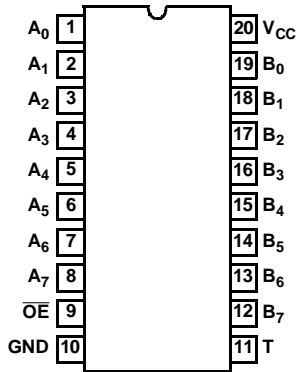 A0 1 20 VCC
A1 2 19 B0
A2 3 18 B1
A3 4 17 B2
A4 5 16 B3
A5 6 15 B4
A6 7 14 B5
A7 8 13 B6
OE 9 12 B7
GND 10 11 T